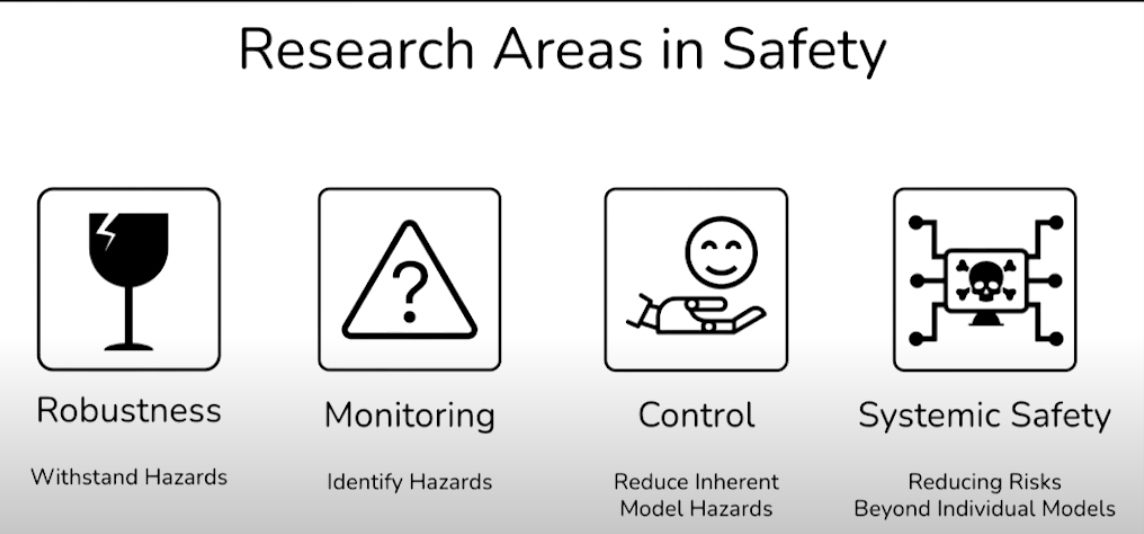 Research Areas in Safety
?
Robustness
Withstand Hazards
Monitoring
Identify Hazards
Control
Reduce Inherent
Model Hazards
Systemic Safety
Reducing Risks
Beyond Individual Models